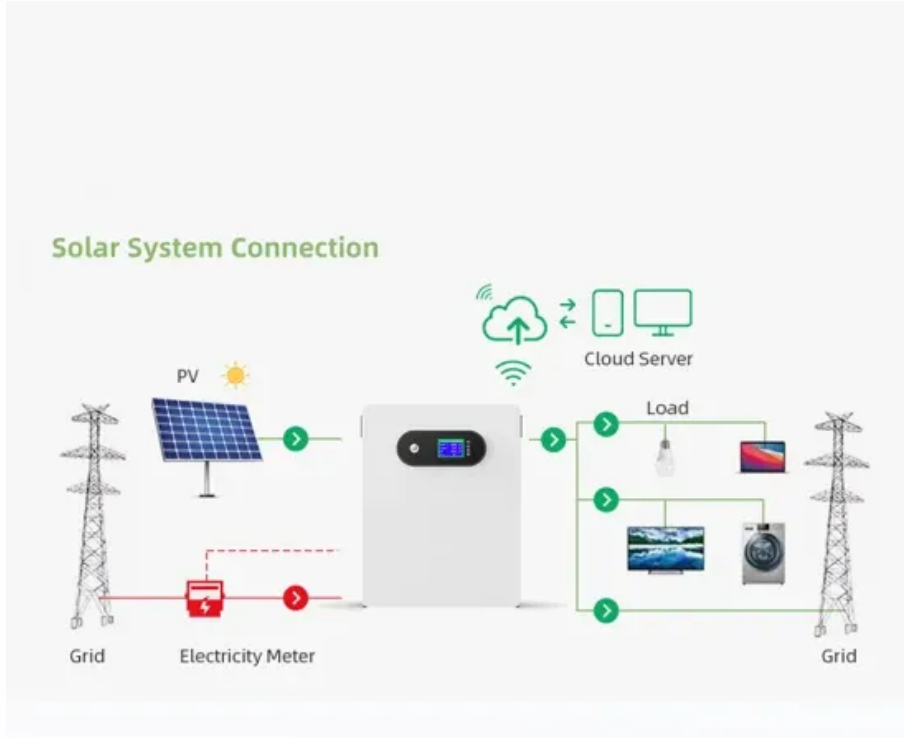 Solar System Connection
Cloud Server
PV
Load
Grid
Electricity Meter
Grid